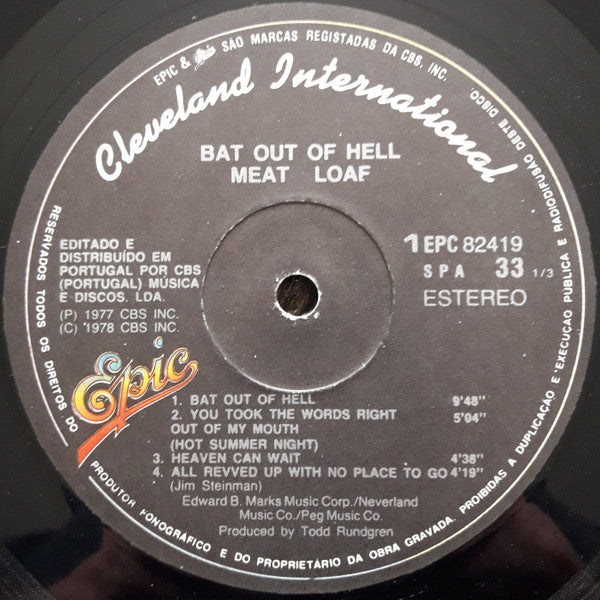 EPIC & Epic SÃO MARCAS REGISTADAS DA CBS, INC.
Cleveland International
BAT OUT OF HELL
MEAT LOAF
EDITADO E
DISTRIBUÍDO EM
PORTUGAL POR CBS
(PORTUGAL) MÚSICA
E DISCOS. LDA.
(P) 1977 CBS INC.
(C) 1978 CBS INC.
1 EPC 82419
SPA 33 1/3
ESTEREO
Epic
1. BAT OUT OF HELL 9'48"
2. YOU TOOK THE WORDS RIGHT 5'04"
OUT OF MY MOUTH
(HOT SUMMER NIGHT)
3. HEAVEN CAN WAIT 4'38"
4. ALL REVVED UP WITH NO PLACE TO GO 4'19"
(Jim Steinman)
Edward B. Marks Music Corp./Neverland
Music Co./Peg Music Co.
Produced by Todd Rundgren
RESERVADOS TODOS OS DIREITOS DO PRODUTOR FONOGRÁFICO E DO PROPRIETÁRIO DA OBRA GRAVADA. PROIBIDAS A DUPLICAÇÃO E EXECUÇÃO PÚBLICA E RADIODIFUSÃO DESTE DISCO.